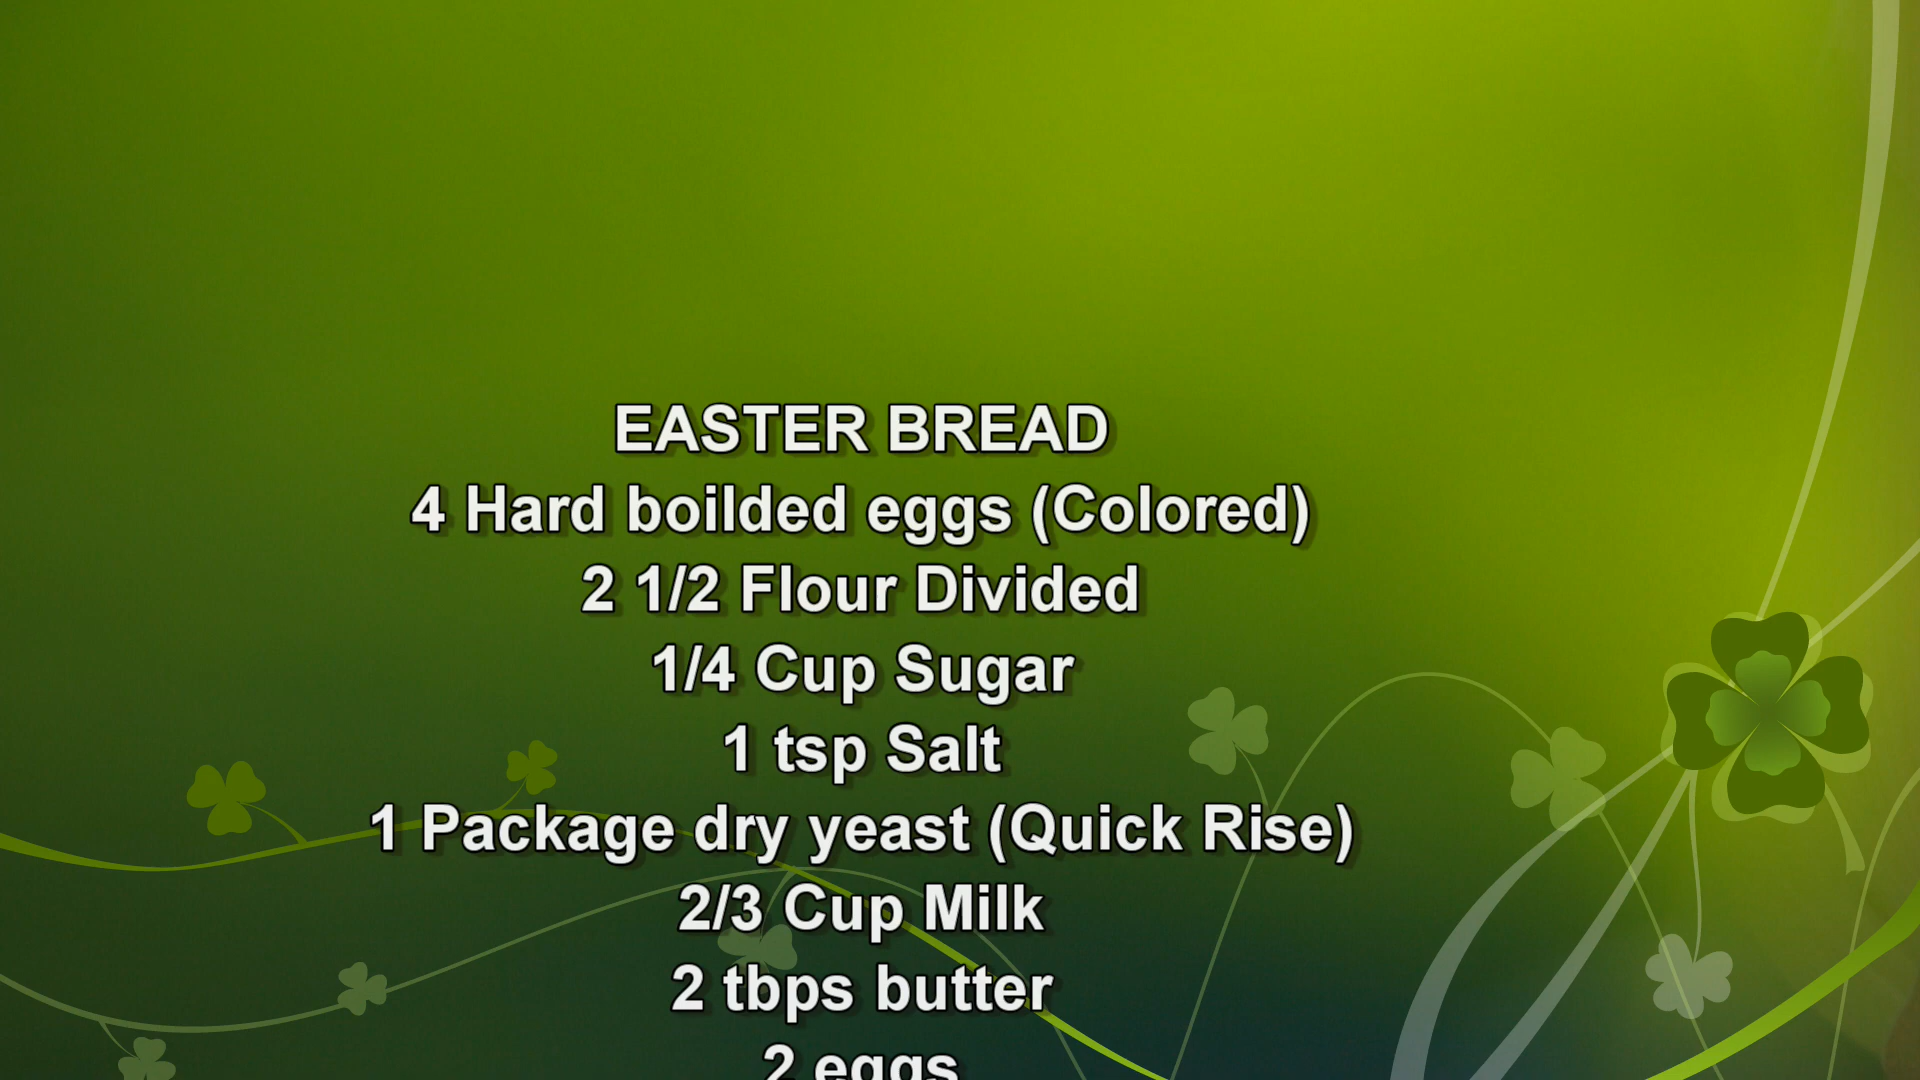 EASTER BREAD
4 Hard boilded eggs (Colored)
2 1/2 Flour Divided
1/4 Cup Sugar
1 tsp Salt
1 Package dry yeast (Quick Rise)
2/3 Cup Milk
2 tbps butter
2 eggs